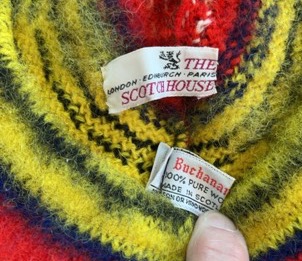 THE
LONDON · EDINBURGH · PARIS
SCOTCH HOUSE
Buchanan
100% PURE WO
MADE IN SCOT